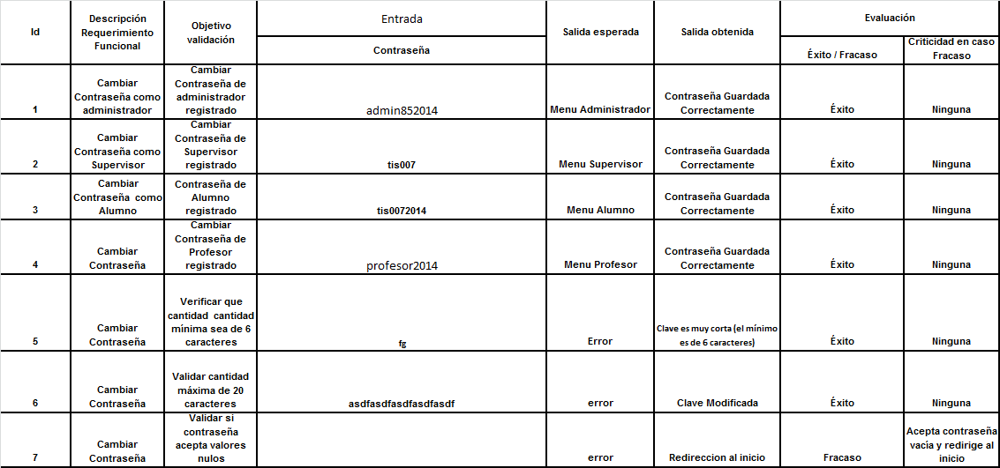 Id
Descripción
Requerimiento
Funcional
Objetivo
validación
Entrada
Contraseña
Salida esperada
Salida obtenida
Evaluación
Éxito / Fracaso
Criticidad en caso
Fracaso
1
Cambiar
Contraseña como
administrador
Cambiar
Contraseña de
administrador
registrado
admin852014
Menu Administrador
Contraseña Guardada
Correctamente
Éxito
Ninguna
2
Cambiar
Contraseña como
Supervisor
Cambiar
Contraseña de
Supervisor
registrado
tis007
Menu Supervisor
Contraseña Guardada
Correctamente
Éxito
Ninguna
3
Cambiar
Contraseña como
Alumno
Contraseña de
Alumno
registrado
tis0072014
Menu Alumno
Contraseña Guardada
Correctamente
Éxito
Ninguna
4
Cambiar
Contraseña
Cambiar
Contraseña de
Profesor
registrado
profesor2014
Menu Profesor
Contraseña Guardada
Correctamente
Éxito
Ninguna
5
Cambiar
Contraseña
Verificar que
cantidad cantidad
mínima sea de 6
caracteres
fg
Error
Clave es muy corta (el mínimo
es de 6 caracteres)
Éxito
Ninguna
6
Cambiar
Contraseña
Validar cantidad
máxima de 20
caracteres
asdfasdfasdfasdfasdf
error
Clave Modificada
Éxito
Ninguna
7
Cambiar
Contraseña
Validar si
contraseña
acepta valores
nulos
error
Redireccion al inicio
Fracaso
Acepta contraseña
vacía y redirige al
inicio